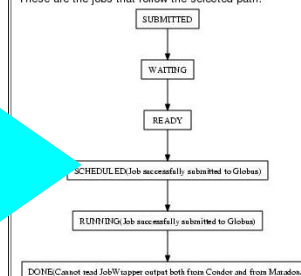 These are the jobs that follow the selected path:
SUBMITTED
WAITING
READY
SCHEDULED(Job successfully submitted to Globus)
RUNNING(Job successfully submitted to Globus)
DONE(Cannot read JobWrapper output both from Condor and from Maradon.